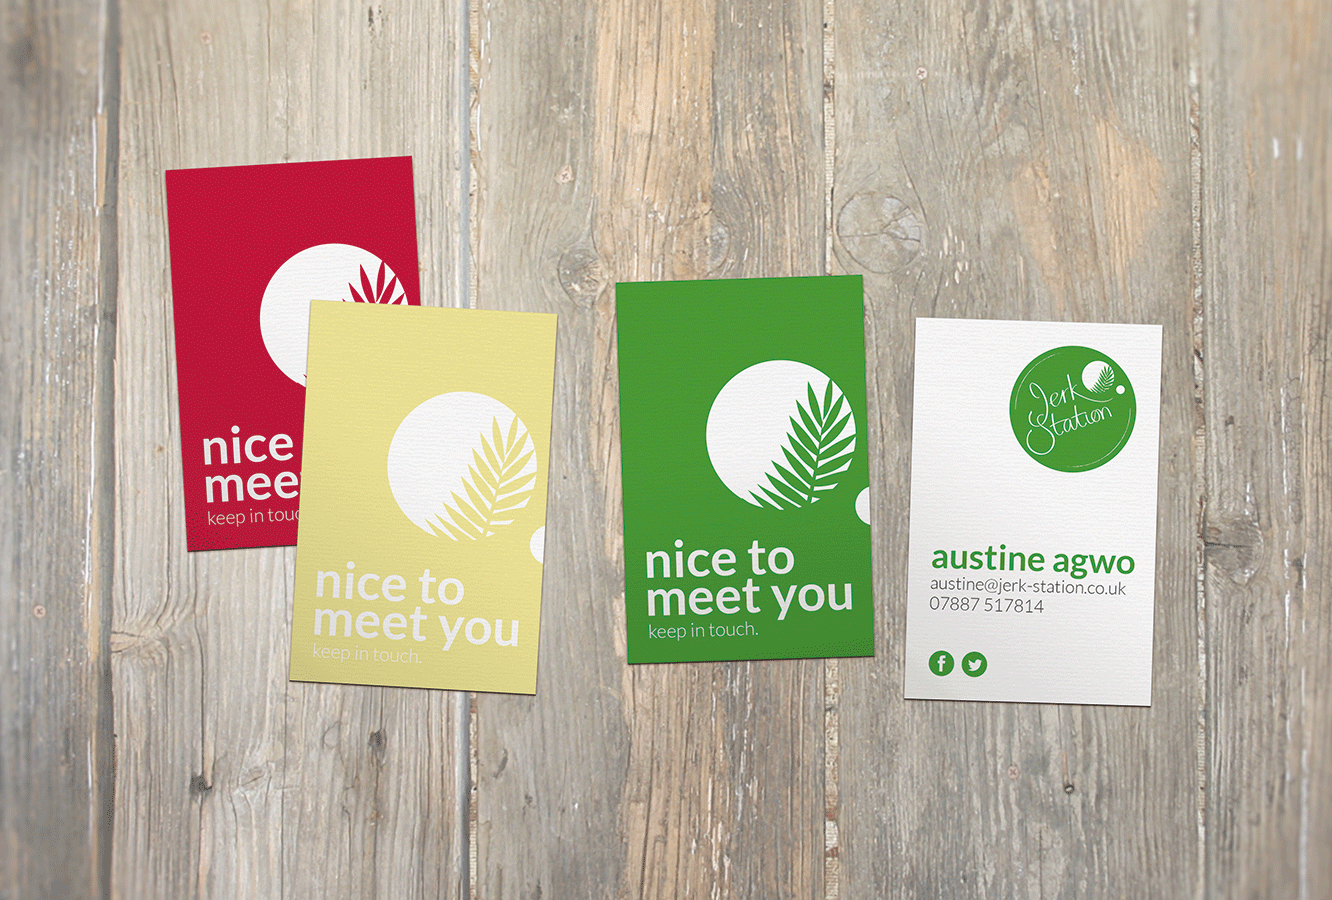 nice
mee
keep in touc
nice to
meet you
keep in touch.
nice to
meet you
keep in touch.
Jerk
Station
austine agwo
austine@jerk-station.co.uk
07887 517814